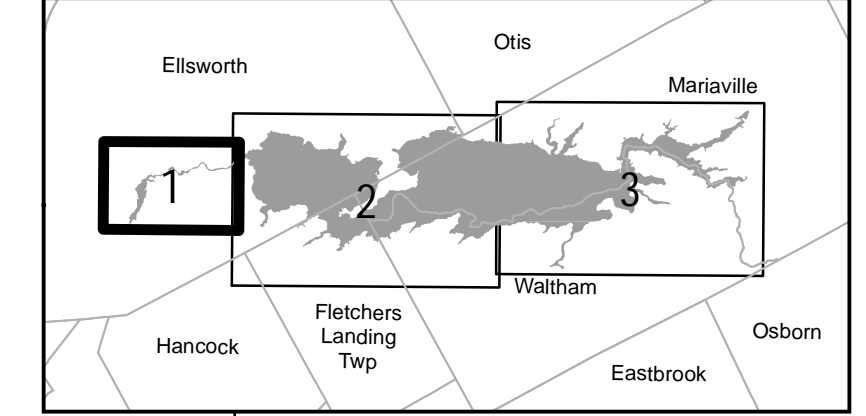 Otis
Ellsworth
Mariaville
1
2
3
Waltham
Fletchers
Landing
Twp
Hancock
Osborn
Eastbrook